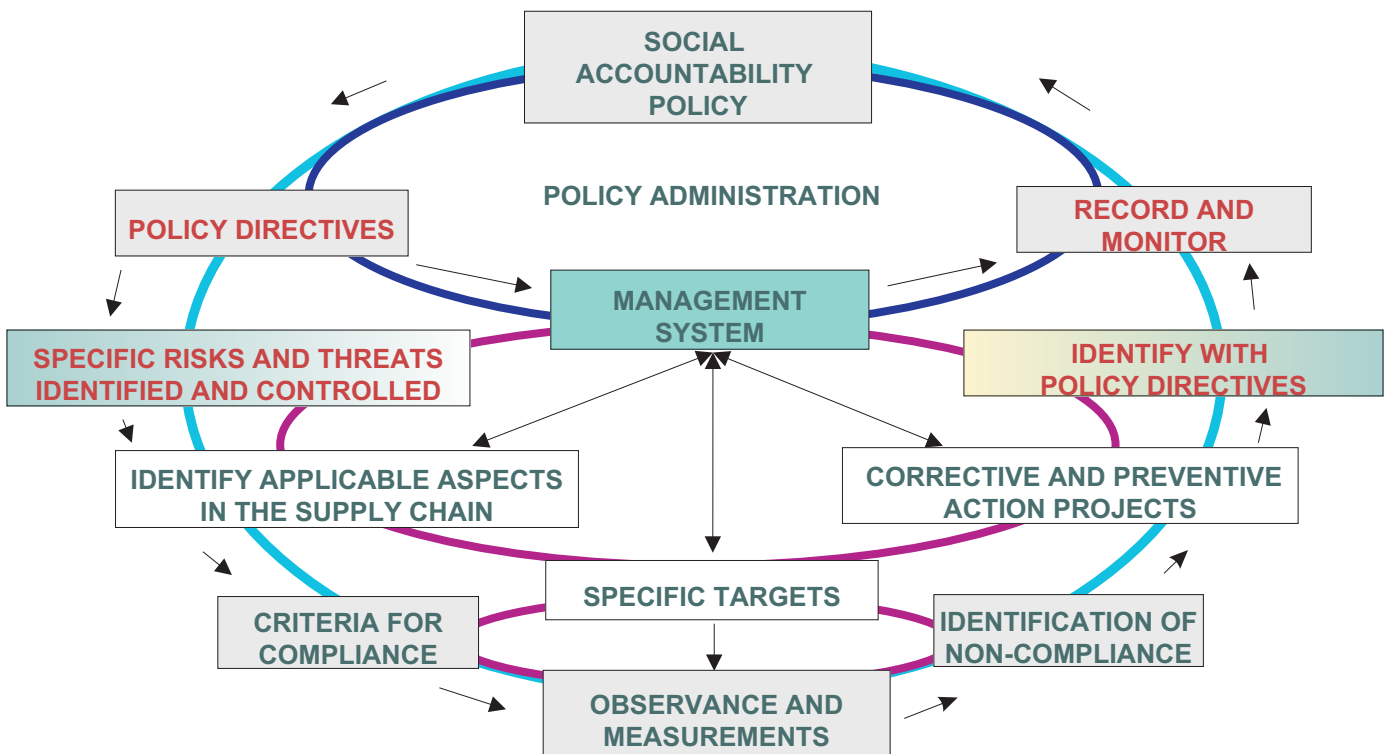 SOCIAL
ACCOUNTABILITY
POLICY
POLICY ADMINISTRATION
POLICY DIRECTIVES
RECORD AND
MONITOR
MANAGEMENT
SYSTEM
SPECIFIC RISKS AND THREATS
IDENTIFIED AND CONTROLLED
IDENTIFY WITH
POLICY DIRECTIVES
IDENTIFY APPLICABLE ASPECTS
IN THE SUPPLY CHAIN
CORRECTIVE AND PREVENTIVE
ACTION PROJECTS
SPECIFIC TARGETS
CRITERIA FOR
COMPLIANCE
IDENTIFICATION OF
NON-COMPLIANCE
OBSERVANCE AND
MEASUREMENTS